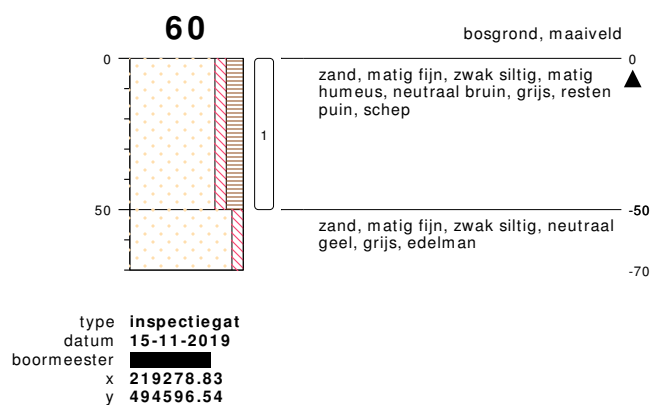 60
bosgrond, maaiveld
0
0
zand, matig fijn, zwak siltig, matig
humeus, neutraal bruin, grijs, resten
puin, schep
1
50
-50
zand, matig fijn, zwak siltig, neutraal
geel, grijs, edelman
-70
type inspectiegat
datum 15-11-2019
boormeester
x 219278.83
y 494596.54